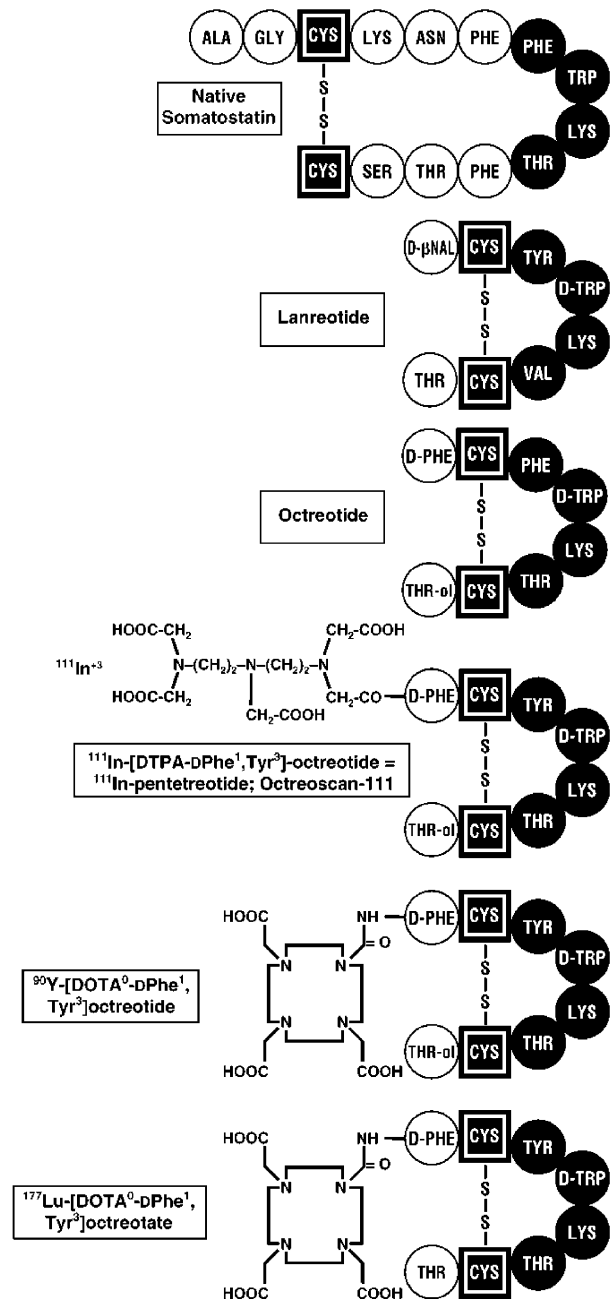 ALA GLY CYS LYS ASN PHE PHE
TRP
S
Native
Somatostatin
S
LYS
CYS SER THR PHE THR
D-βNAL CYS TYR
D-TRP
S
Lanreotide
S
LYS
THR CYS VAL
D-PHE CYS PHE
D-TRP
S
Octreotide
S
LYS
THR-ol CYS THR
HOOC-CH₂ CH₂-COOH
¹¹¹In⁺³ N-(CH₂)₂-N-(CH₂)₂-N
HOOC-CH₂ CH₂-CO D-PHE CYS TYR
CH₂-COOH
D-TRP
S
¹¹¹In-[DTPA-DPhe¹,Tyr³]-octreotide =
¹¹¹In-pentetreotide; Octreoscan-111
S
LYS
THR-ol CYS THR
HOOC NH D-PHE CYS TYR
O
D-TRP
N N
S
⁹⁰Y-[DOTA⁰-DPhe¹,
Tyr³]octreotide
S
LYS
N N
THR-ol CYS THR
HOOC COOH
HOOC NH D-PHE CYS TYR
O
D-TRP
N N
S
¹⁷⁷Lu-[DOTA⁰-DPhe¹,
Tyr³]octreotate
S
LYS
N N
THR CYS THR
HOOC COOH